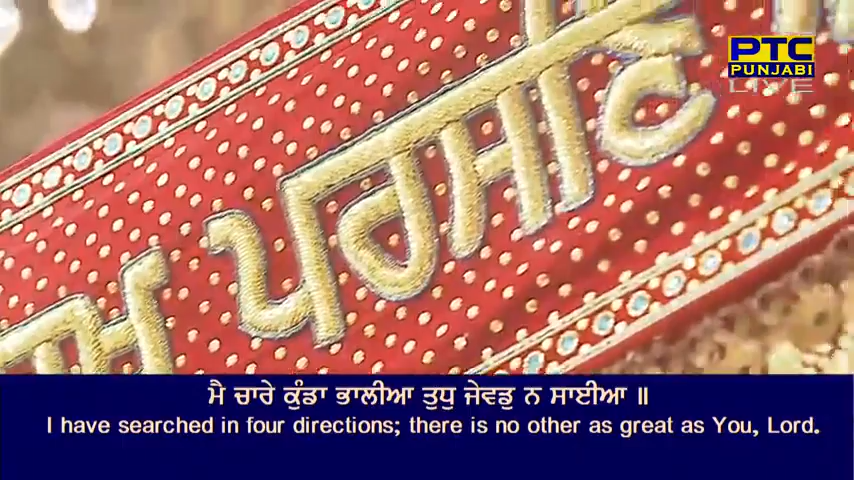 PTC
PUNJABI
LIVE
ਪਰਸਾਦਿ
ਮੈ ਚਾਰੇ ਕੁੰਡਾ ਭਾਲੀਆ ਤੁਧੁ ਜੇਵਡੁ ਨ ਸਾਈਆ ॥
I have searched in four directions; there is no other as great as You, Lord.